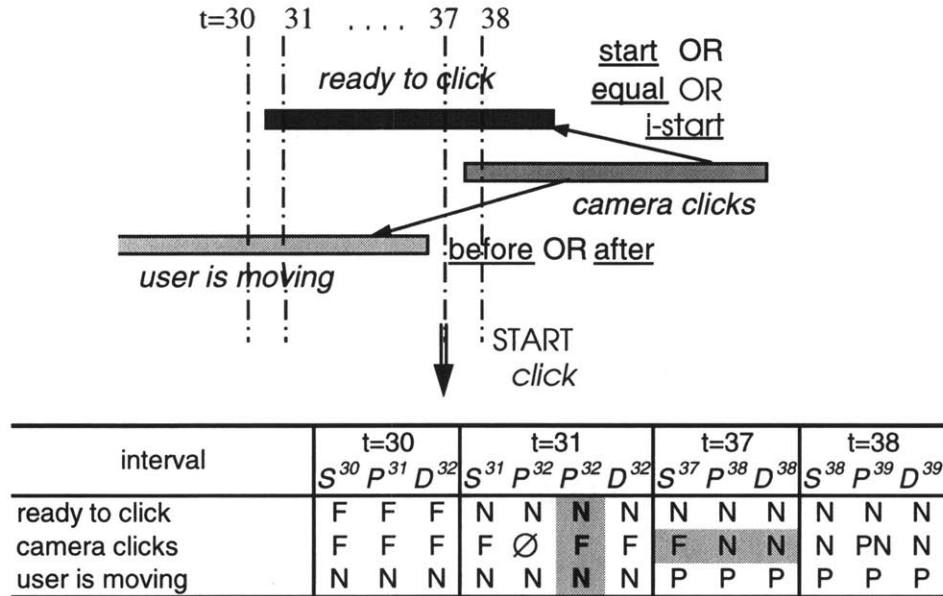 t=30 31 .... 37 38
start OR
ready to click
equal OR
i-start
camera clicks
before OR after
user is moving
START
click
interval t=30 t=31 t=37 t=38
S³⁰ P³¹ D³² S³¹ P³² P³² D³² S³⁷ P³⁸ D³⁸ S³⁸ P³⁹ D³⁹
ready to click F F F N N N N N N N N N N
camera clicks F F F F Ø F F F N N N PN N
user is moving N N N N N N N P P P P P P